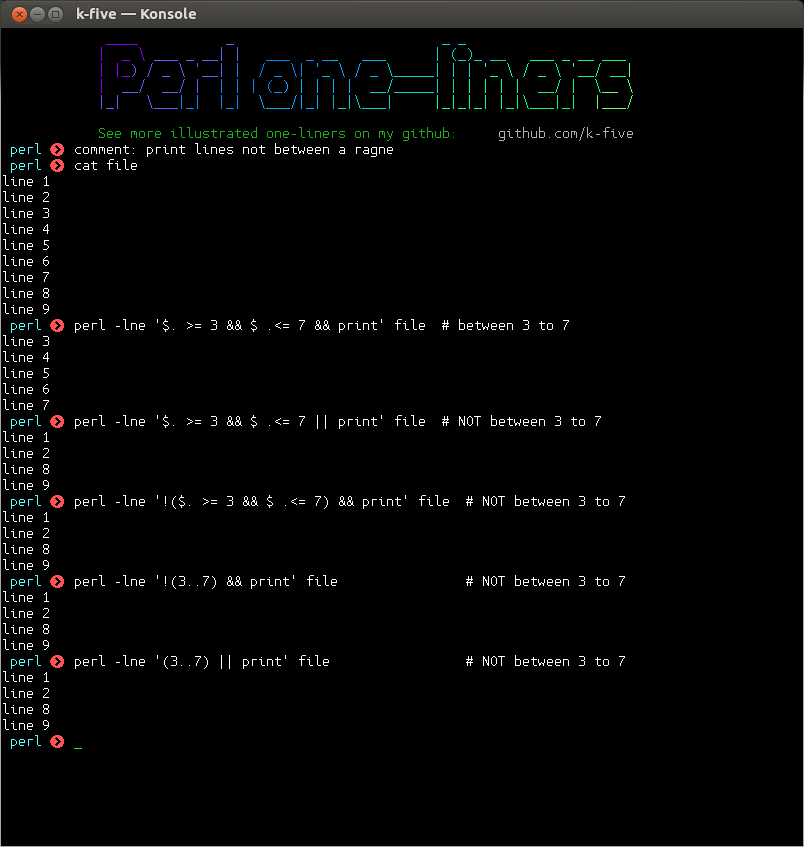 k-five — Konsole
Perl one-liners
See more illustrated one-liners on my github: github.com/k-five
perl comment: print lines not between a ragne
perl cat file
line 1
line 2
line 3
line 4
line 5
line 6
line 7
line 8
line 9
perl perl -lne '$. >= 3 && $ .<= 7 && print' file # between 3 to 7
line 3
line 4
line 5
line 6
line 7
perl perl -lne '$. >= 3 && $ .<= 7 || print' file # NOT between 3 to 7
line 1
line 2
line 8
line 9
perl perl -lne '!($. >= 3 && $ .<= 7) && print' file # NOT between 3 to 7
line 1
line 2
line 8
line 9
perl perl -lne '!(3..7) && print' file # NOT between 3 to 7
line 1
line 2
line 8
line 9
perl perl -lne '(3..7) || print' file # NOT between 3 to 7
line 1
line 2
line 8
line 9
perl _